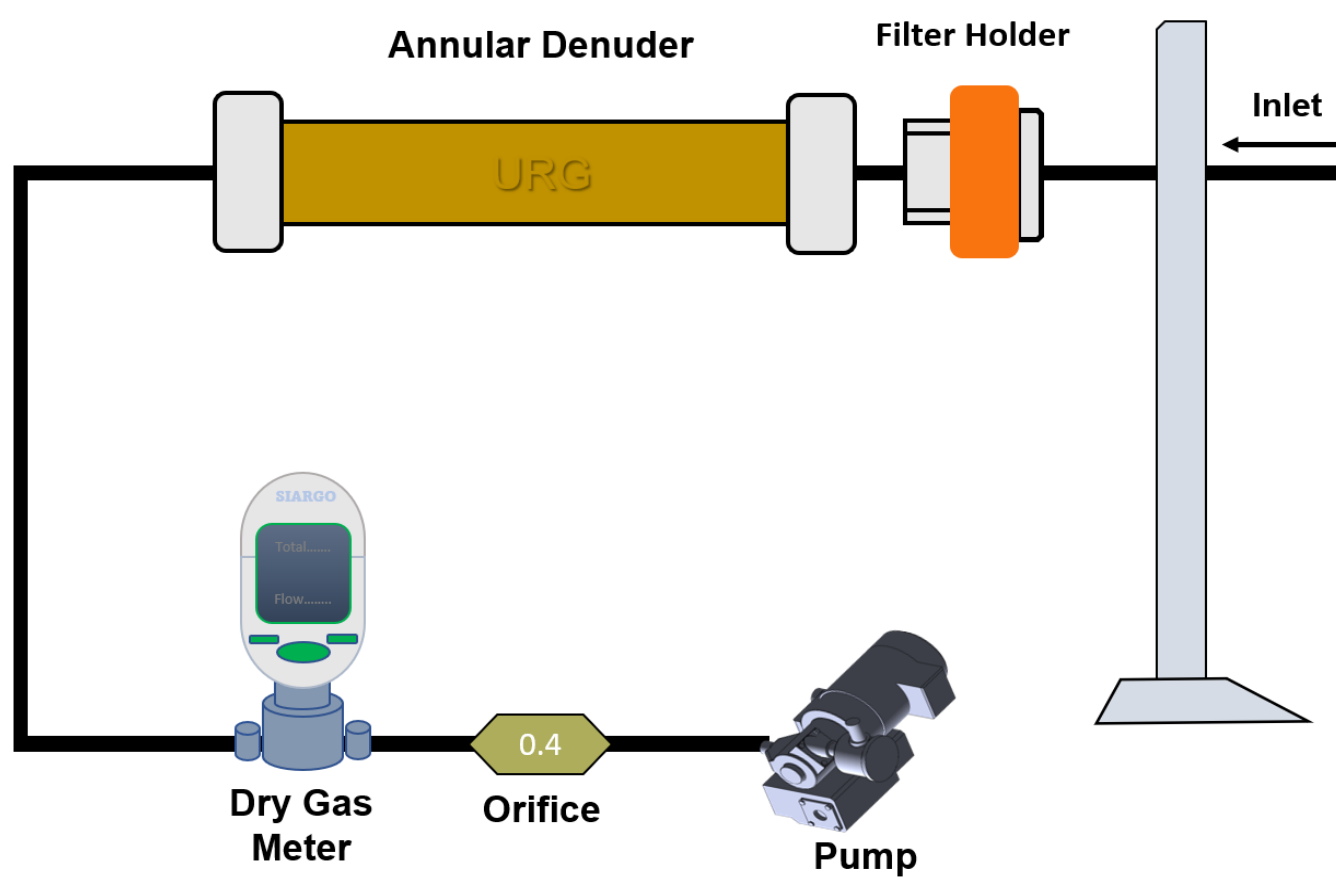 Annular Denuder
Filter Holder
Inlet
URG
SIARGO
Total.......
Flow........
0.4
Dry Gas
Meter
Orifice
Pump